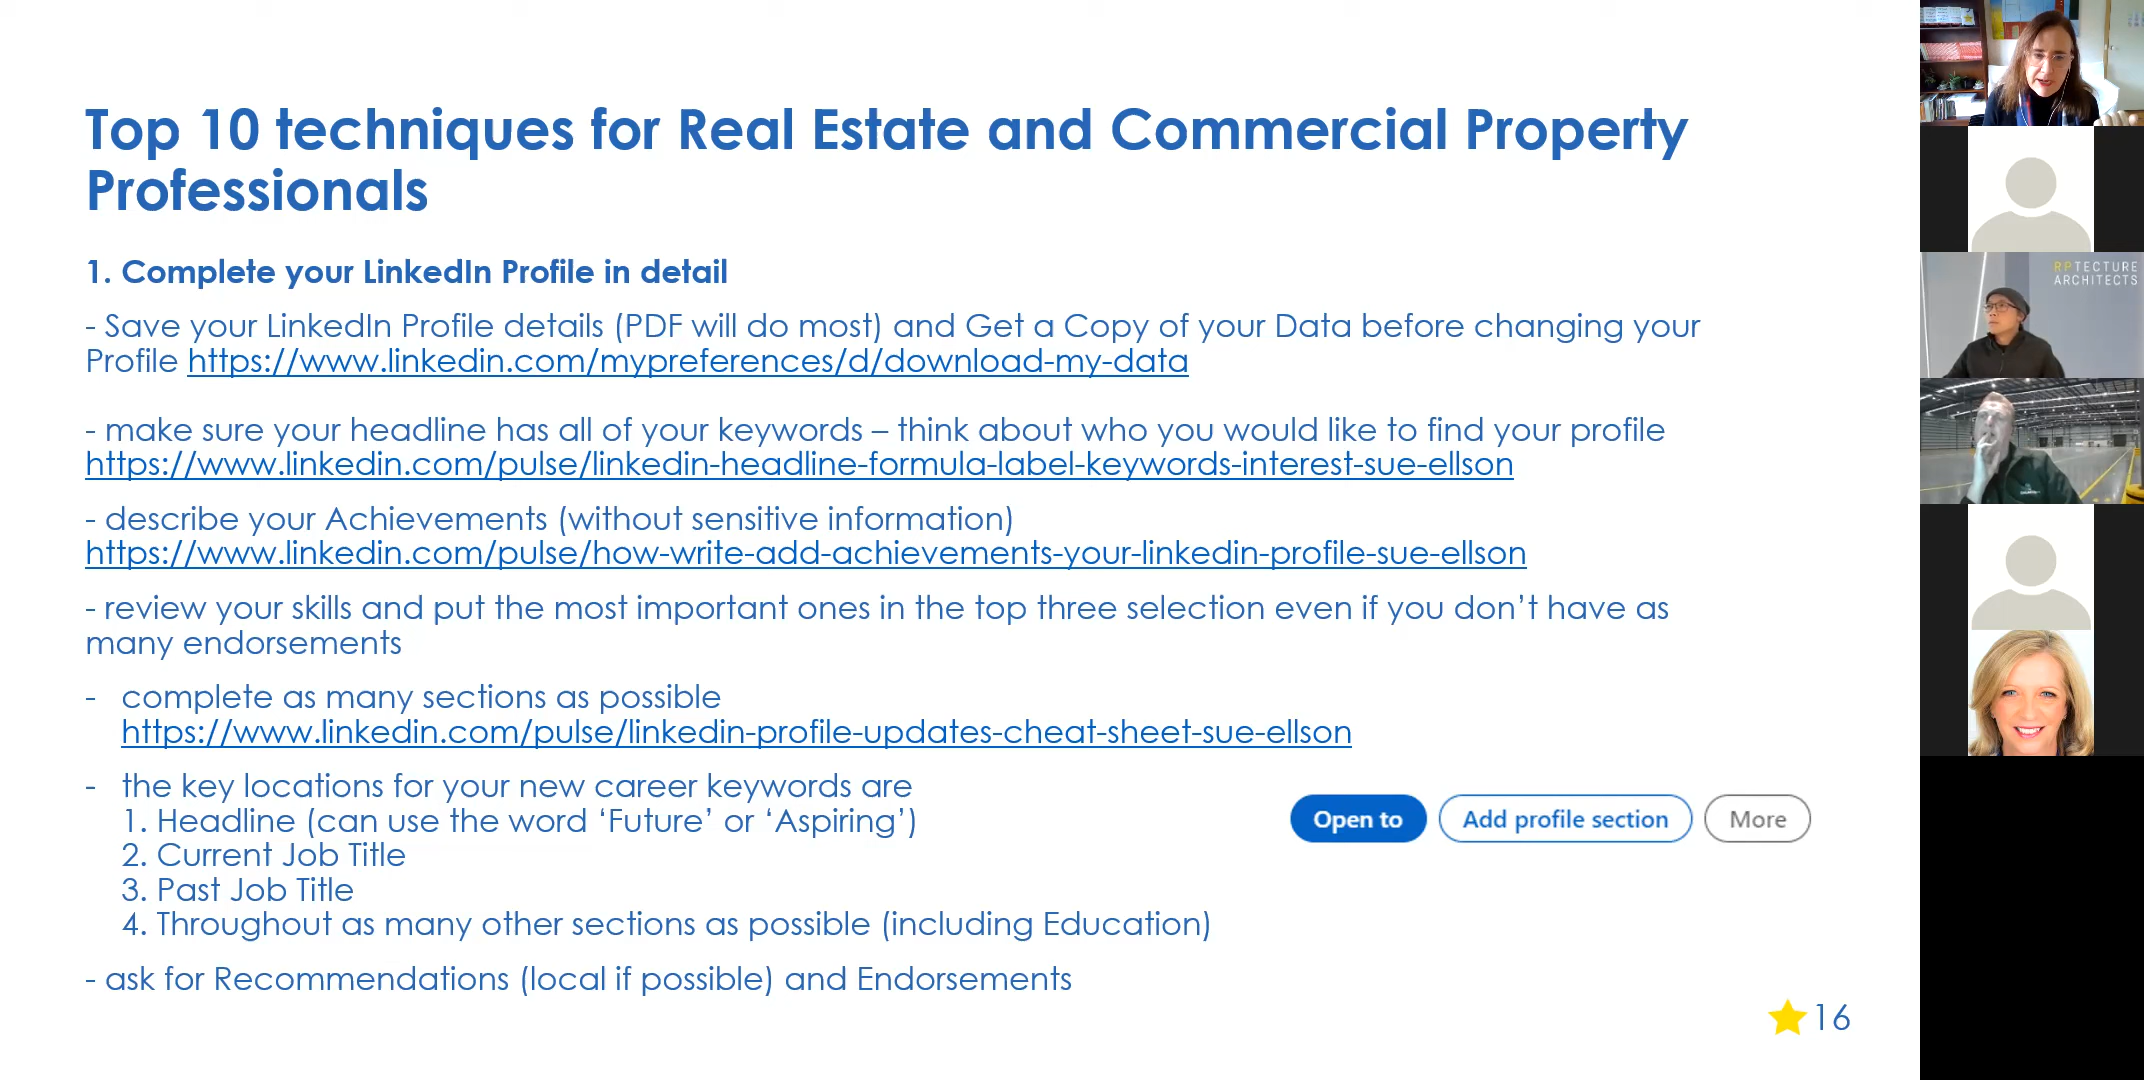 Top 10 techniques for Real Estate and Commercial Property
Professionals
1. Complete your LinkedIn Profile in detail
- Save your LinkedIn Profile details (PDF will do most) and Get a Copy of your Data before changing your
Profile https://www.linkedin.com/mypreferences/d/download-my-data
- make sure your headline has all of your keywords – think about who you would like to find your profile
https://www.linkedin.com/pulse/linkedin-headline-formula-label-keywords-interest-sue-ellson
- describe your Achievements (without sensitive information)
https://www.linkedin.com/pulse/how-write-add-achievements-your-linkedin-profile-sue-ellson
- review your skills and put the most important ones in the top three selection even if you don’t have as
many endorsements
- complete as many sections as possible
https://www.linkedin.com/pulse/linkedin-profile-updates-cheat-sheet-sue-ellson
- the key locations for your new career keywords are
1. Headline (can use the word ‘Future’ or ‘Aspiring’)
2. Current Job Title
3. Past Job Title
4. Throughout as many other sections as possible (including Education)
- ask for Recommendations (local if possible) and Endorsements
Open to
Add profile section
More
16
RPTECTURE
ARCHITECTS